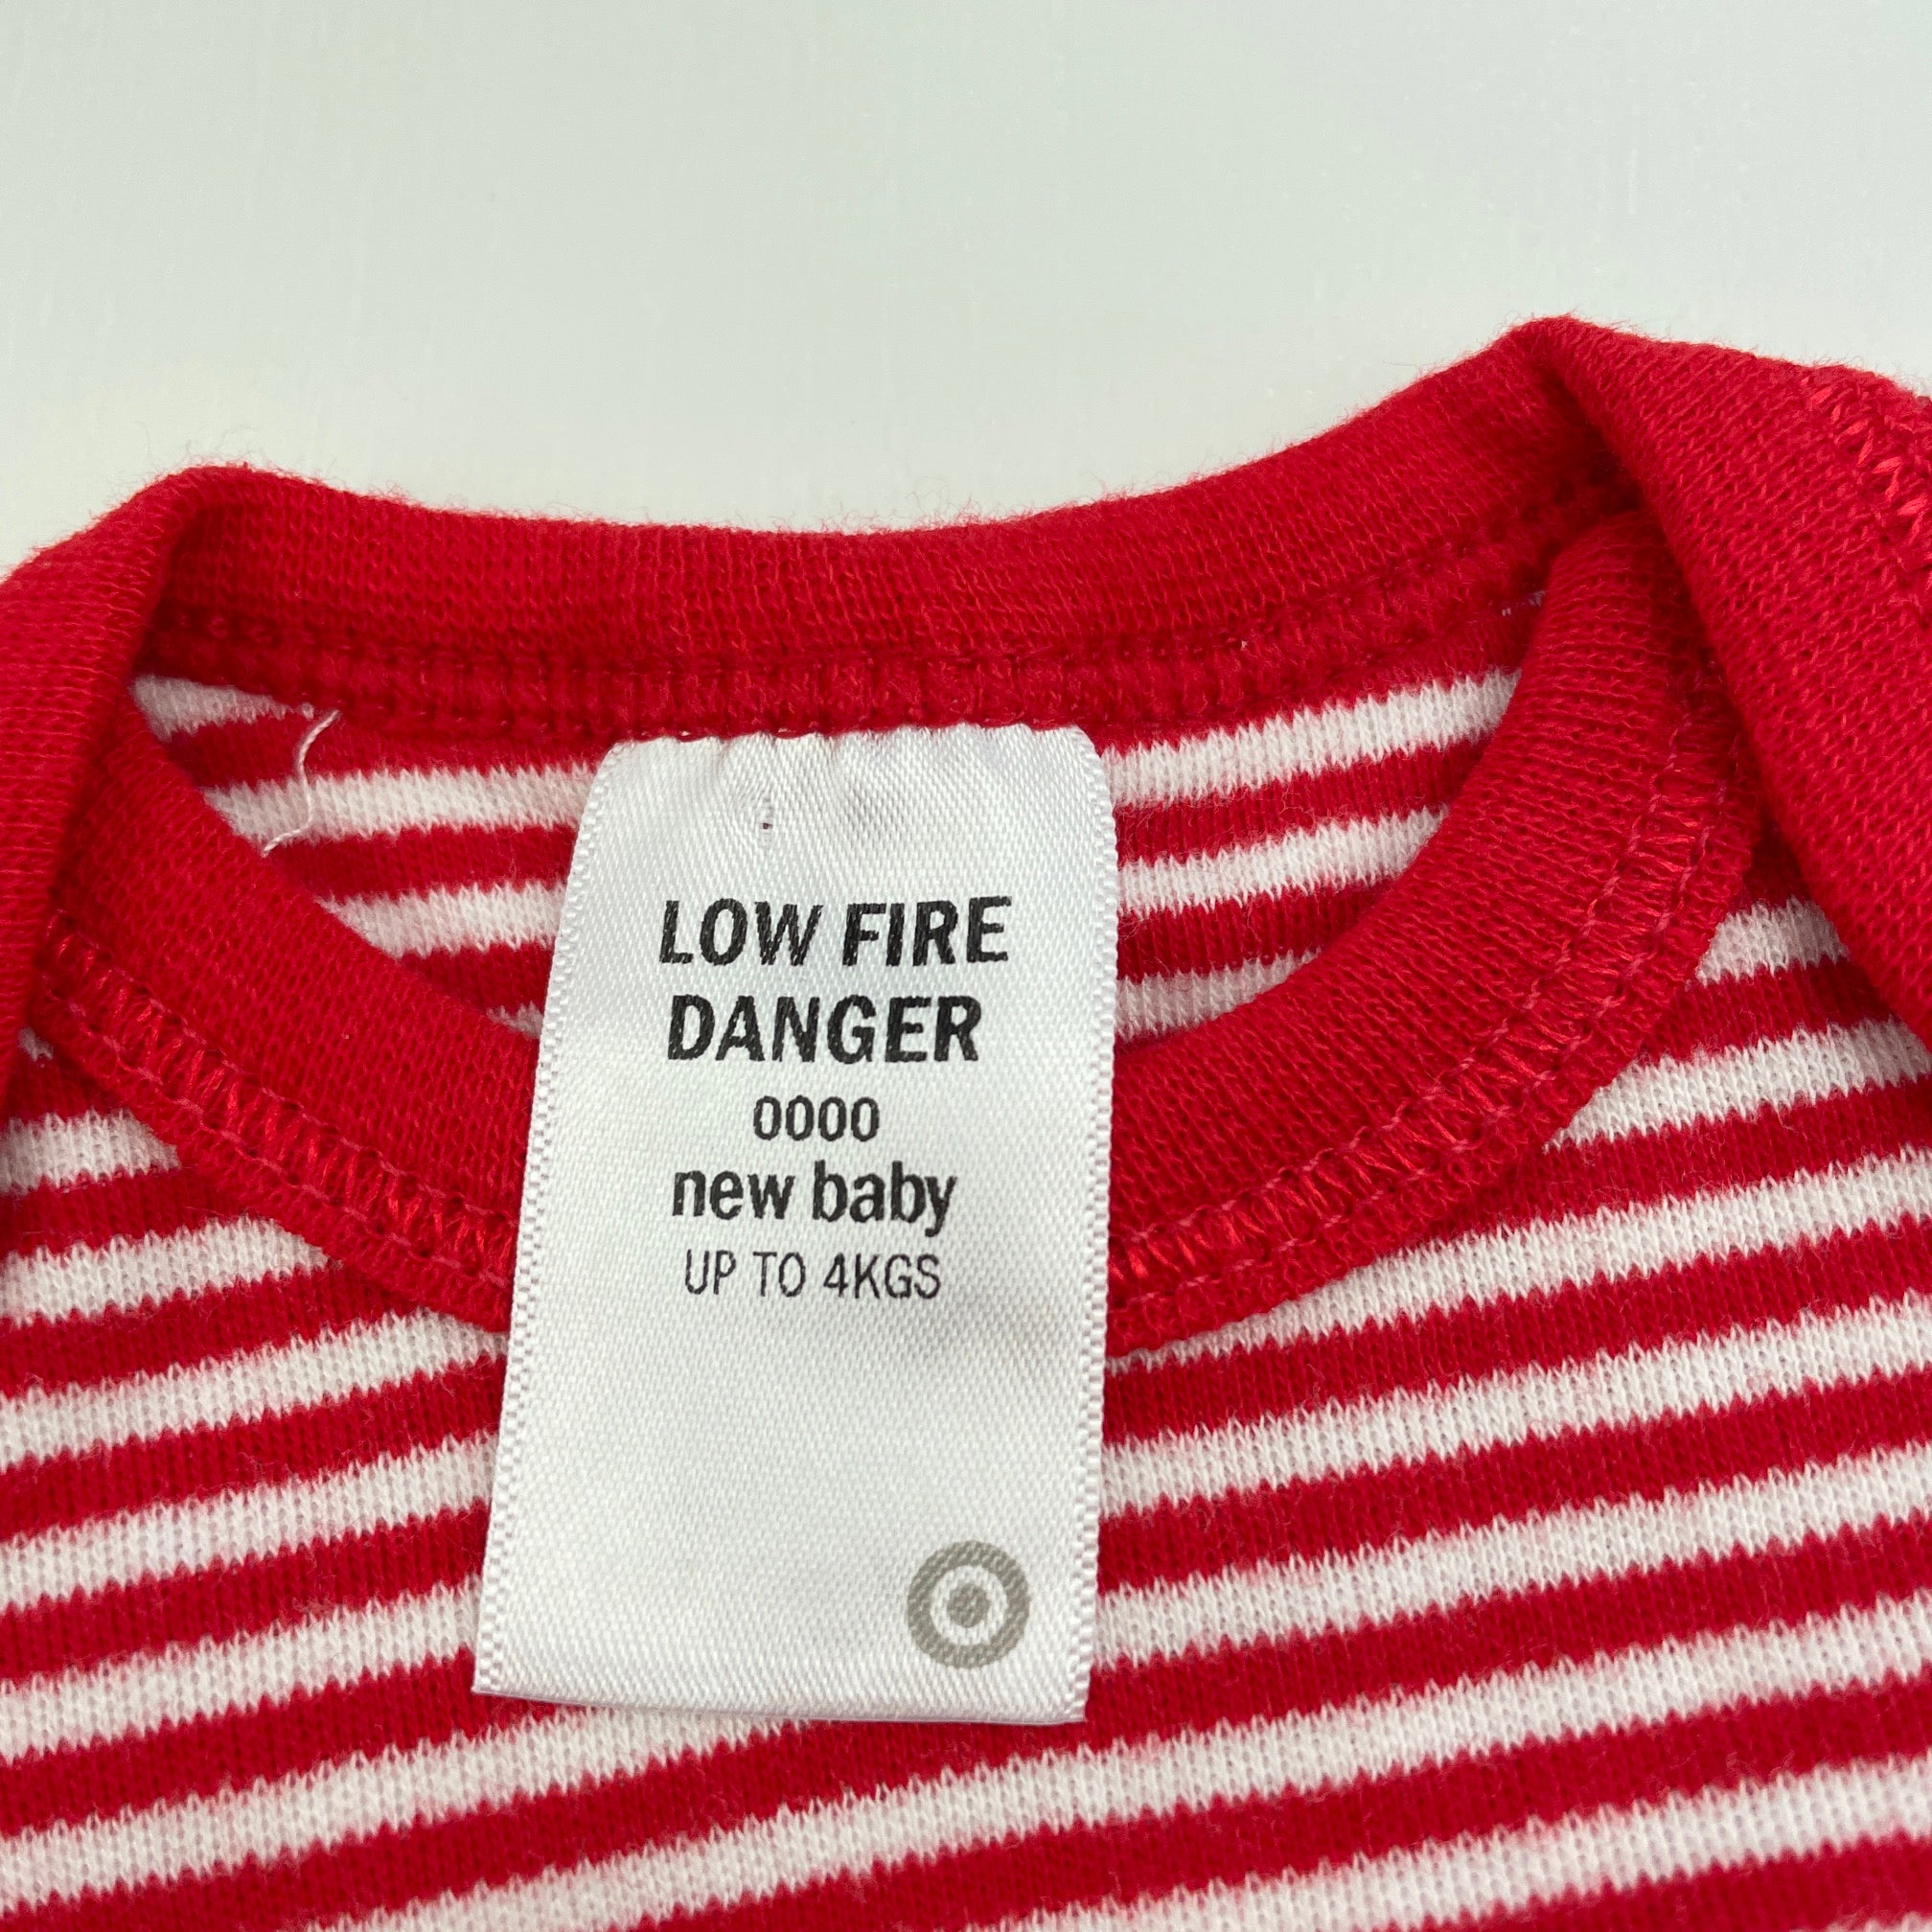 LOW FIRE
DANGER
0000
new baby
UP TO 4KGS